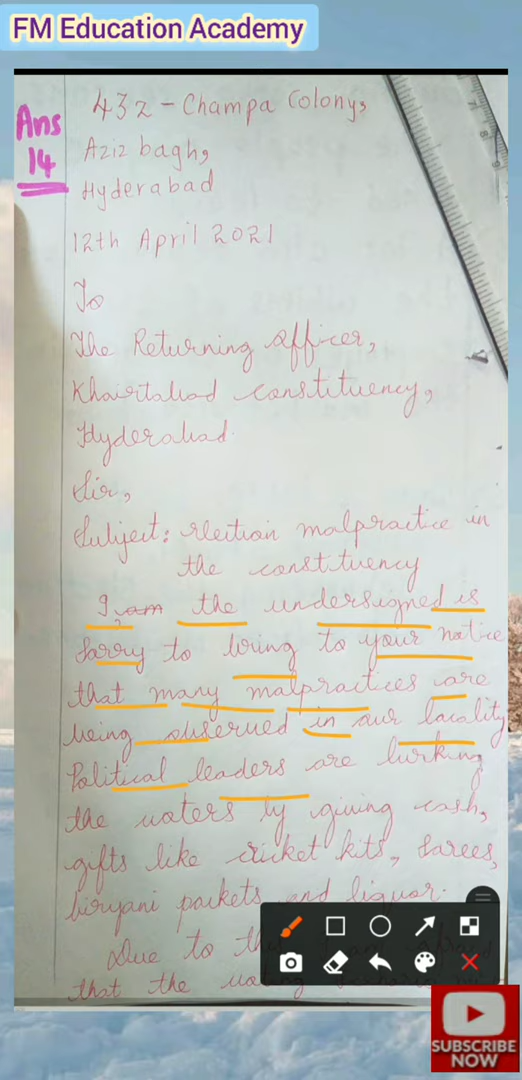 FM Education Academy
Ans
14
432 - Champa Colony,
Aziz bagh,
Hyderabad
12th April 2021
To
The Returning officer,
Khairtabad constituency,
Hyderabad.
Sir,
Subject: election malpractice in
the constituency
I, am the undersigned is
sorry to bring to your notice
that many malpractices are
being observed in our locality
Political leaders are lurking
the voters by giving cash,
gifts like cricket kits, sarees,
biryani packets and liquor.
Due to
that the
SUBSCRIBE
NOW